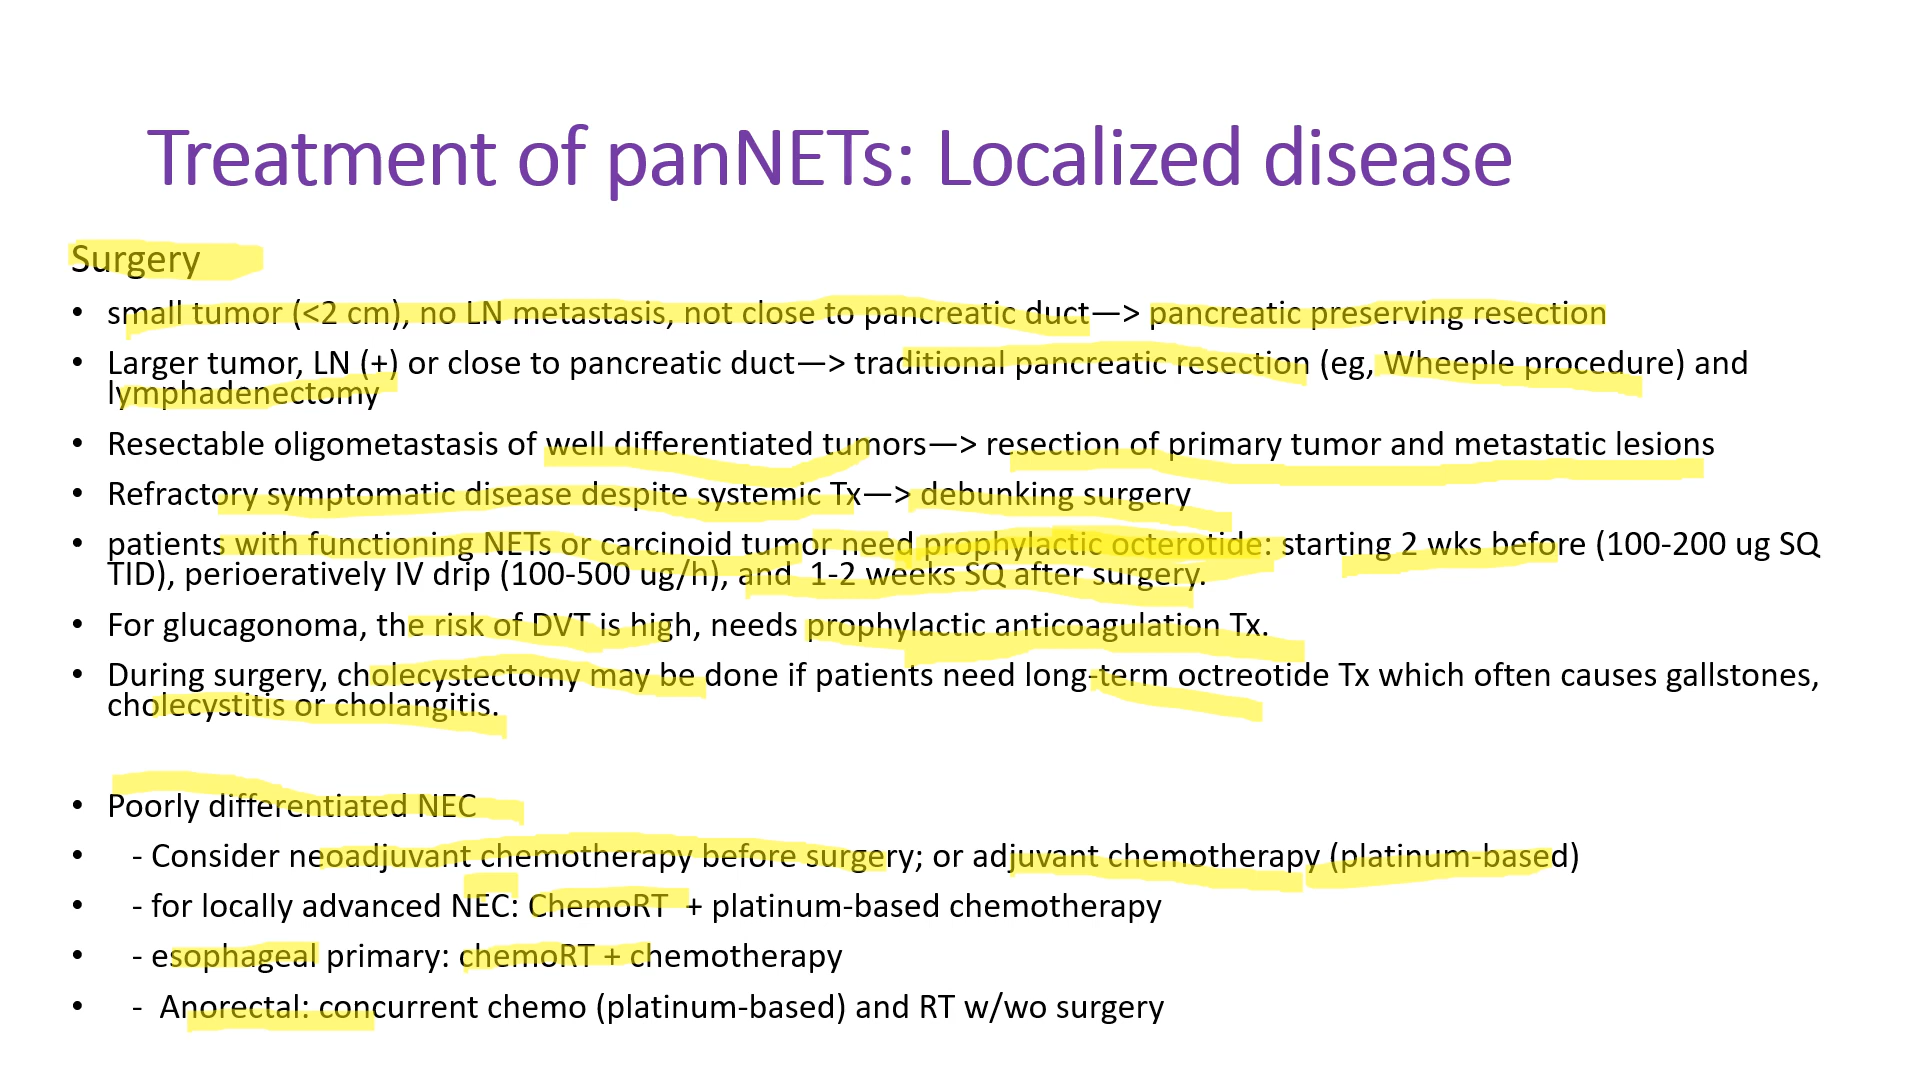 Treatment of panNETs: Localized disease
Surgery
• small tumor (<2 cm), no LN metastasis, not close to pancreatic duct—> pancreatic preserving resection
• Larger tumor, LN (+) or close to pancreatic duct—> traditional pancreatic resection (eg, Wheeple procedure) and
lymphadenectomy
• Resectable oligometastasis of well differentiated tumors—> resection of primary tumor and metastatic lesions
• Refractory symptomatic disease despite systemic Tx—> debunking surgery
• patients with functioning NETs or carcinoid tumor need prophylactic octerotide: starting 2 wks before (100-200 ug SQ
TID), perioeratively IV drip (100-500 ug/h), and 1-2 weeks SQ after surgery.
• For glucagonoma, the risk of DVT is high, needs prophylactic anticoagulation Tx.
• During surgery, cholecystectomy may be done if patients need long-term octreotide Tx which often causes gallstones,
cholecystitis or cholangitis.
• Poorly differentiated NEC
• - Consider neoadjuvant chemotherapy before surgery; or adjuvant chemotherapy (platinum-based)
• - for locally advanced NEC: ChemoRT + platinum-based chemotherapy
• - esophageal primary: chemoRT + chemotherapy
• - Anorectal: concurrent chemo (platinum-based) and RT w/wo surgery